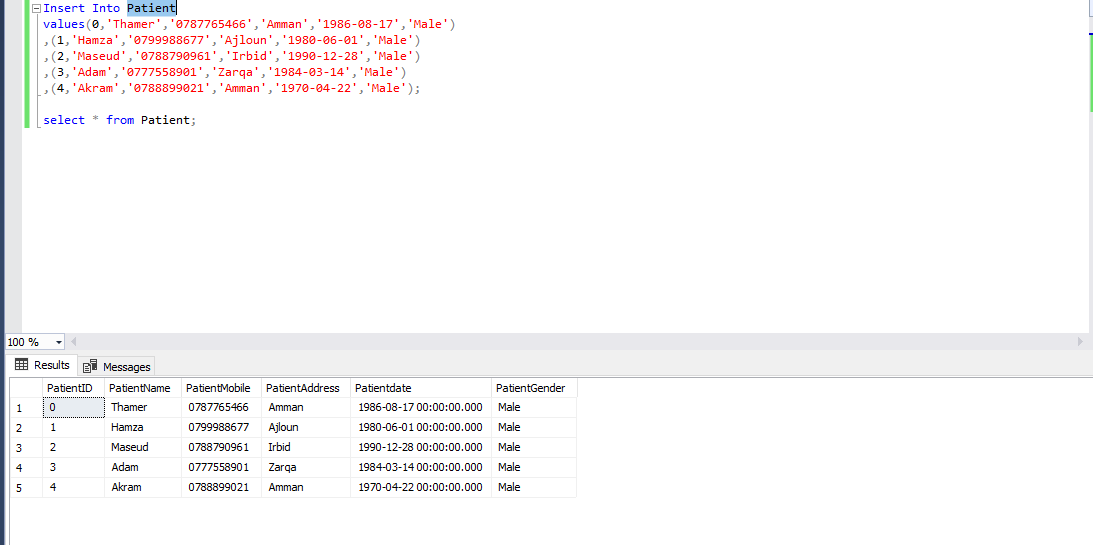 Insert Into Patient
values(0,'Thamer','0787765466','Amman','1986-08-17','Male')
,(1,'Hamza','0799988677','Ajloun','1980-06-01','Male')
,(2,'Maseud','0788790961','Irbid','1990-12-28','Male')
,(3,'Adam','0777558901','Zarqa','1984-03-14','Male')
,(4,'Akram','0788899021','Amman','1970-04-22','Male');
select * from Patient;
100 %
Results Messages
PatientID PatientName PatientMobile PatientAddress Patientdate PatientGender
1 0 Thamer 0787765466 Amman 1986-08-17 00:00:00.000 Male
2 1 Hamza 0799988677 Ajloun 1980-06-01 00:00:00.000 Male
3 2 Maseud 0788790961 Irbid 1990-12-28 00:00:00.000 Male
4 3 Adam 0777558901 Zarqa 1984-03-14 00:00:00.000 Male
5 4 Akram 0788899021 Amman 1970-04-22 00:00:00.000 Male